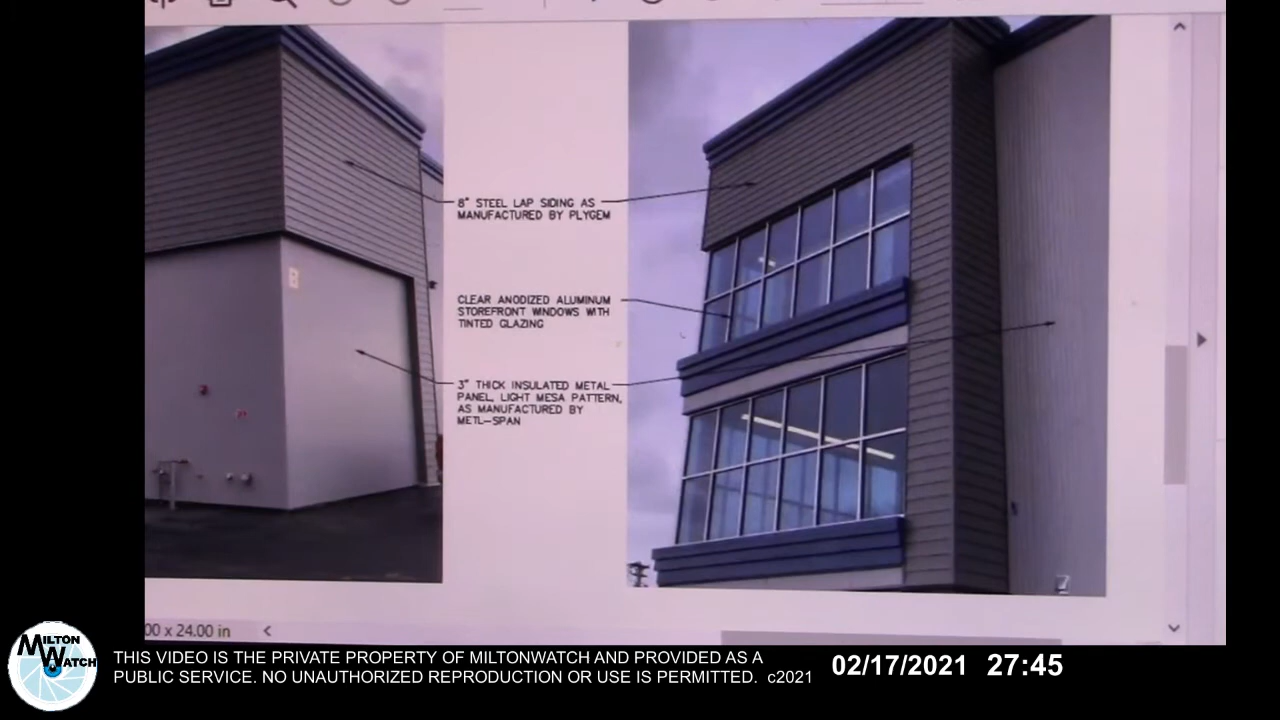 8" STEEL LAP SIDING AS
MANUFACTURED BY PLYGEM
CLEAR ANODIZED ALUMINUM
STOREFRONT WINDOWS WITH
TINTED GLAZING
3" THICK INSULATED METAL
PANEL, LIGHT MESA PATTERN,
AS MANUFACTURED BY
METL-SPAN
00 x 24.00 in
MILTON
WATCH
THIS VIDEO IS THE PRIVATE PROPERTY OF MILTONWATCH AND PROVIDED AS A
PUBLIC SERVICE. NO UNAUTHORIZED REPRODUCTION OR USE IS PERMITTED. c2021
02/17/2021 27:45